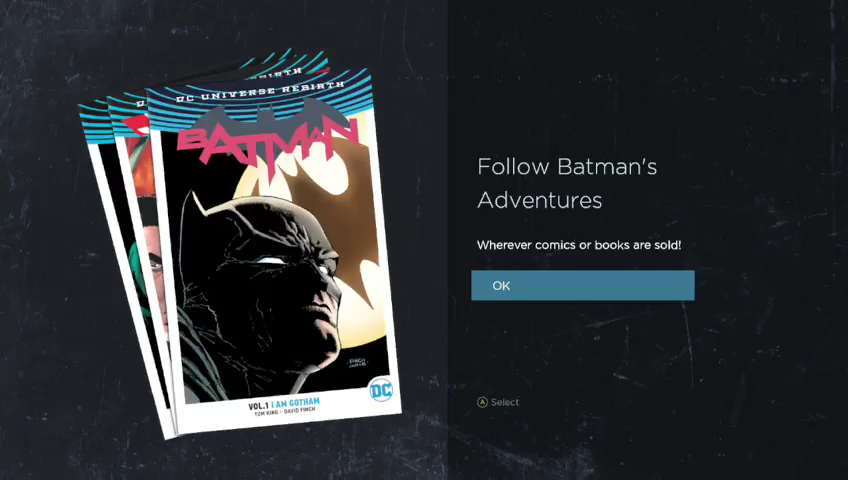 EBIRTH
D
DC UNIVERSE REBIRTH
BATMAN
VOL.1 I AM GOTHAM
TOM KING - DAVID FINCH
DC
Follow Batman's
Adventures
Wherever comics or books are sold!
OK
A Select